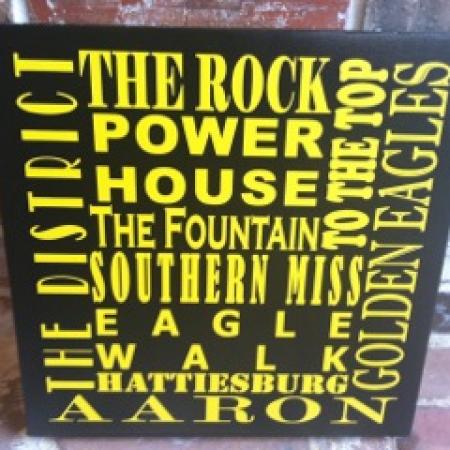 THE DISTRICT
THE ROCK
POWER
HOUSE
THE FOUNTAIN
SOUTHERN MISS
EAGLE
WALK
HATTIESBURG
AARON
TO THE TOP
GOLDEN EAGLES